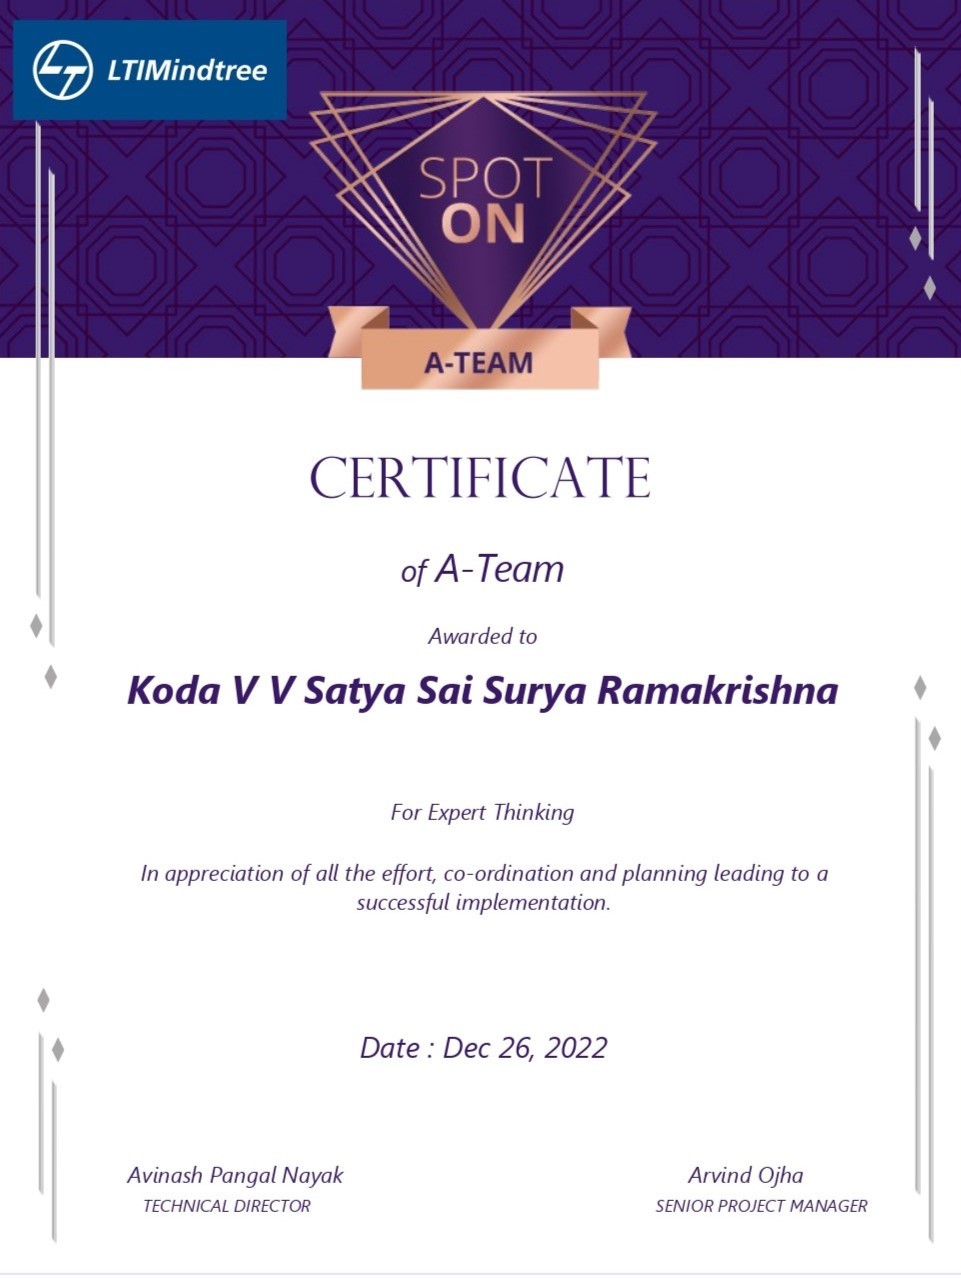 LTIMindtree
SPOT
ON
A-TEAM
CERTIFICATE
of A-Team
Awarded to
Koda V V Satya Sai Surya Ramakrishna
For Expert Thinking
In appreciation of all the effort, co-ordination and planning leading to a
successful implementation.
Date : Dec 26, 2022
Avinash Pangal Nayak
TECHNICAL DIRECTOR
Arvind Ojha
SENIOR PROJECT MANAGER